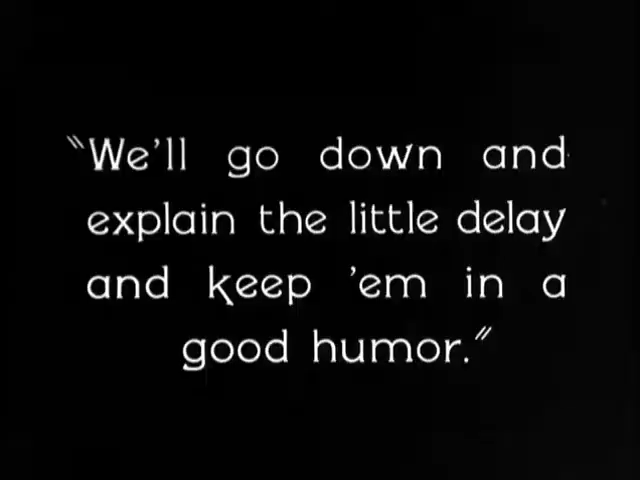 "We'll go down and
explain the little delay
and keep 'em in a
good humor."